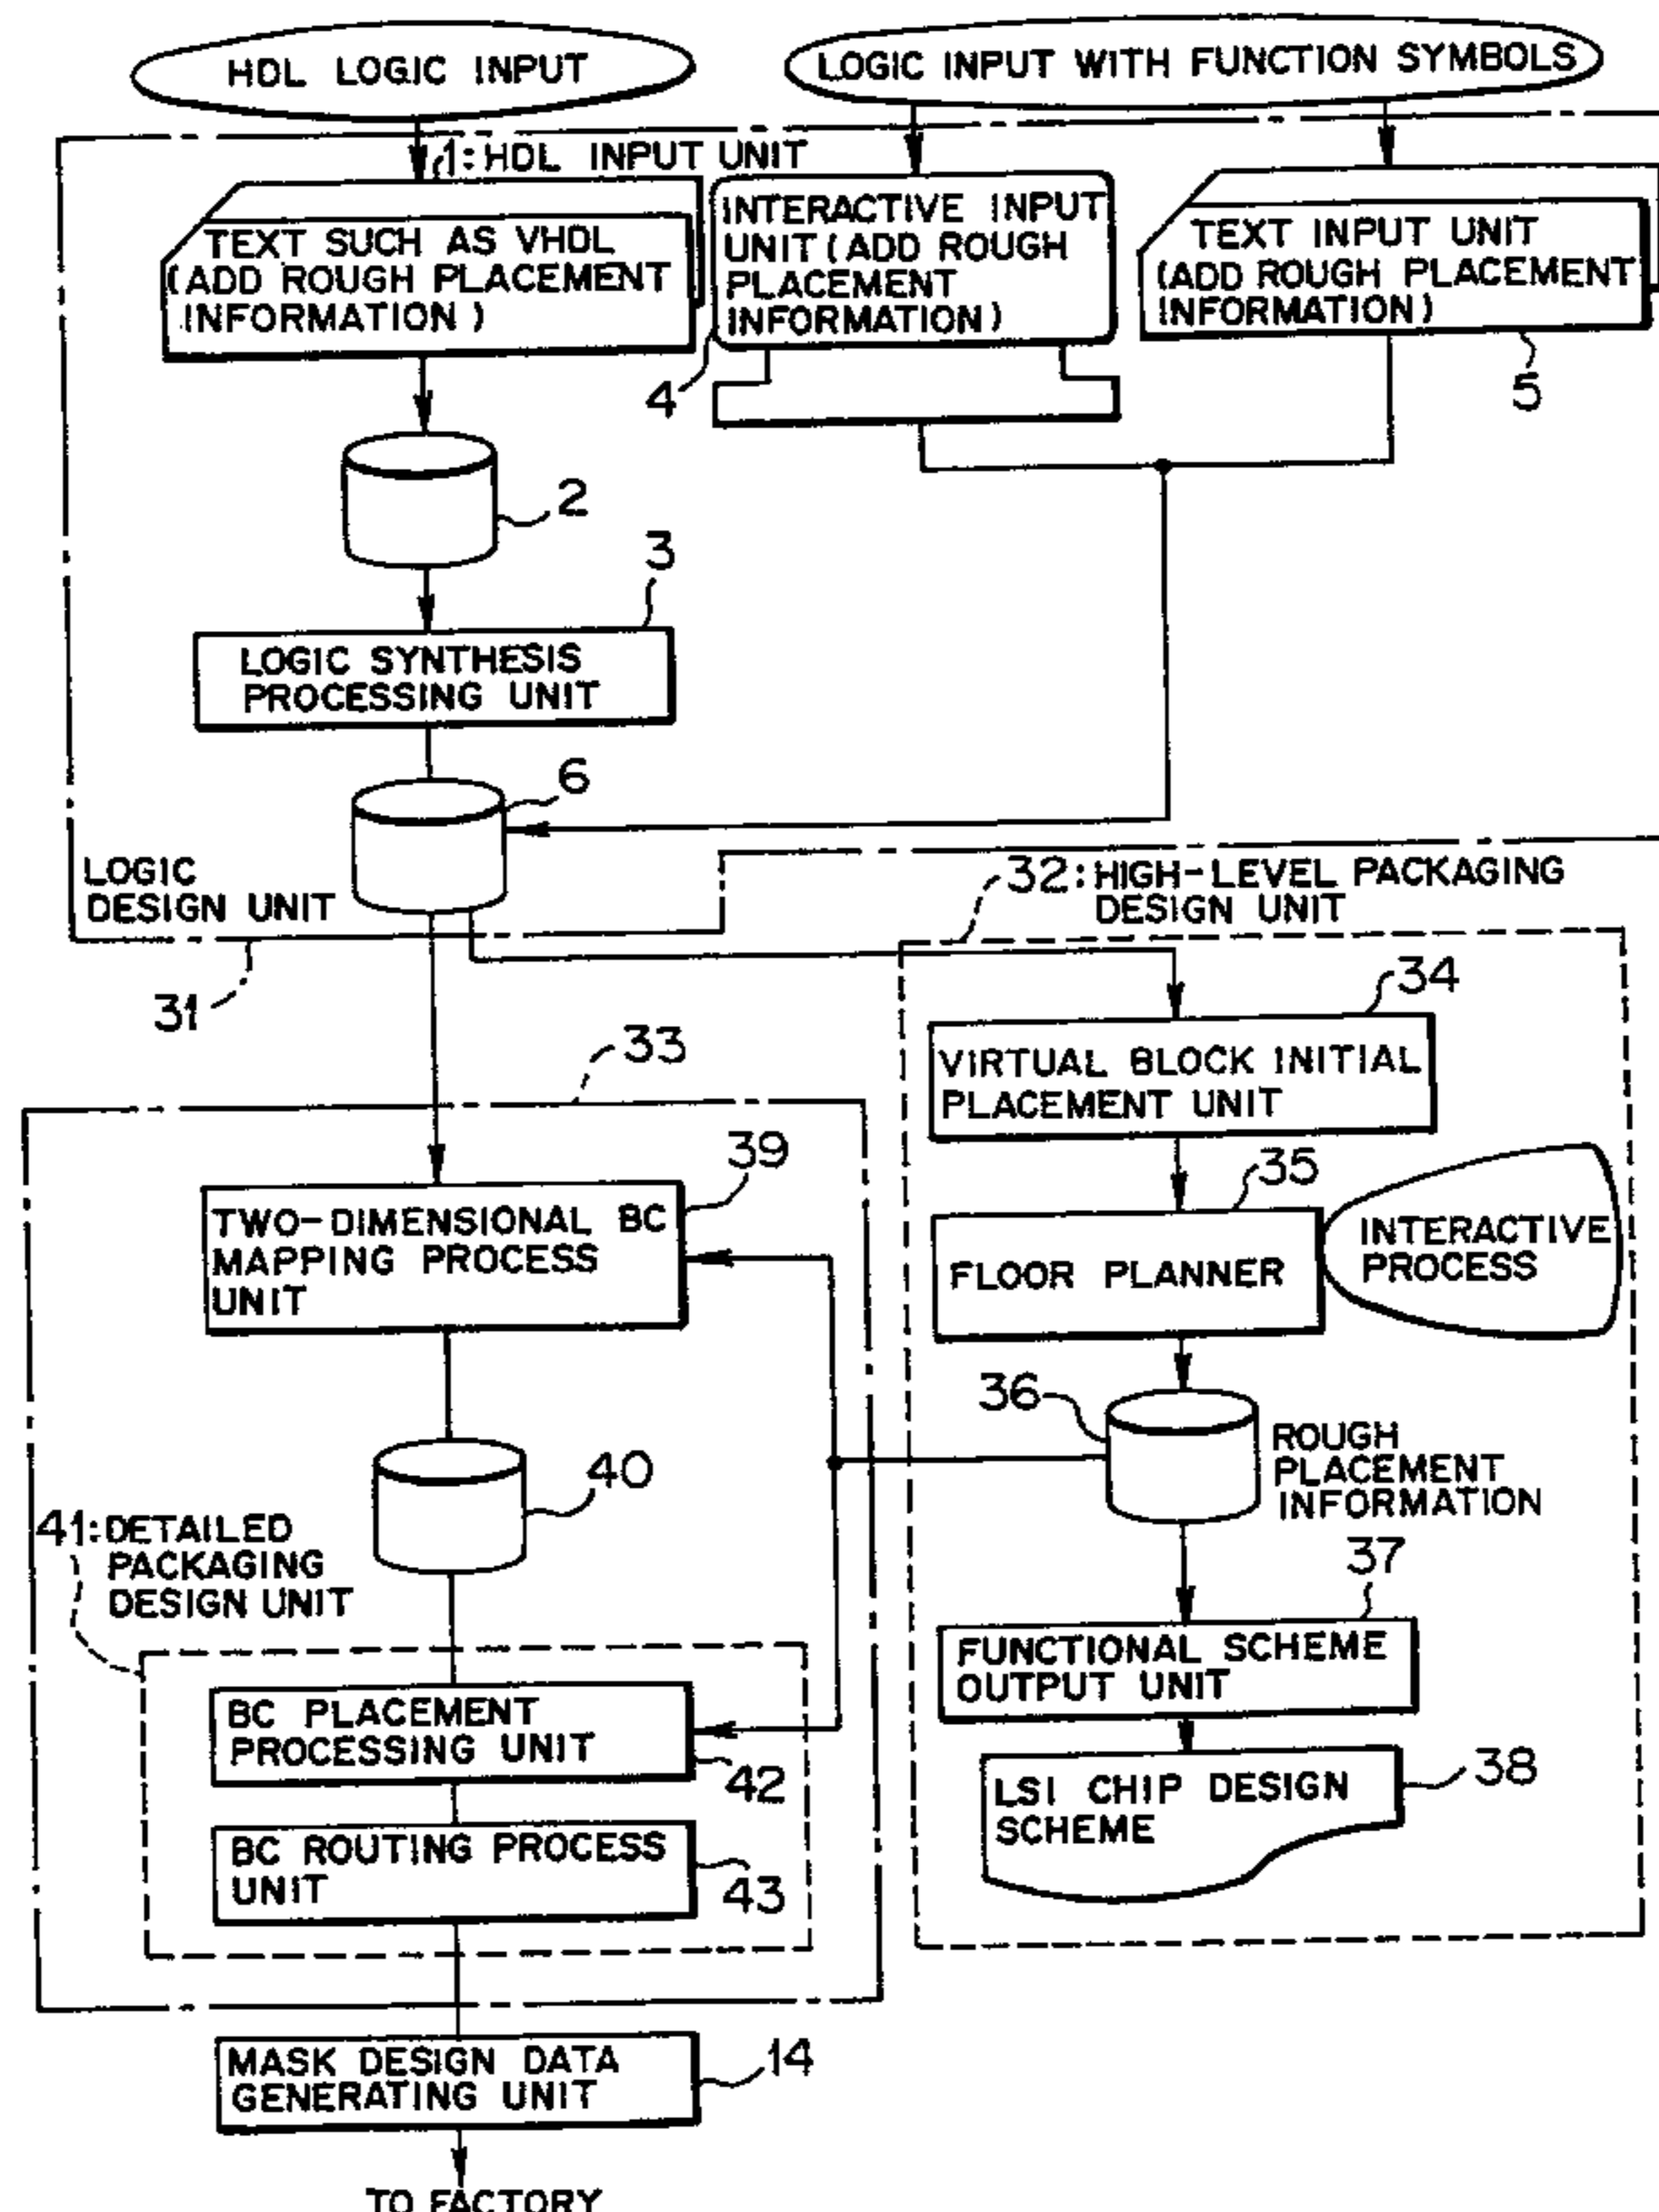 HDL LOGIC INPUT
LOGIC INPUT WITH FUNCTION SYMBOLS
1: HDL INPUT UNIT
TEXT SUCH AS VHDL
(ADD ROUGH PLACEMENT
INFORMATION)
INTERACTIVE INPUT
UNIT (ADD ROUGH
PLACEMENT
INFORMATION)
TEXT INPUT UNIT
(ADD ROUGH PLACEMENT
INFORMATION)
4
5
2
3
LOGIC SYNTHESIS
PROCESSING UNIT
6
LOGIC
DESIGN UNIT
32: HIGH-LEVEL PACKAGING
DESIGN UNIT
31
34
VIRTUAL BLOCK INITIAL
PLACEMENT UNIT
33
39
35
TWO-DIMENSIONAL BC
MAPPING PROCESS
UNIT
FLOOR PLANNER
INTERACTIVE
PROCESS
36
ROUGH
PLACEMENT
INFORMATION
40
41: DETAILED
PACKAGING
DESIGN UNIT
37
FUNCTIONAL SCHEME
OUTPUT UNIT
BC PLACEMENT
PROCESSING UNIT
42
LSI CHIP DESIGN
SCHEME
38
BC ROUTING PROCESS
UNIT
43
MASK DESIGN DATA
GENERATING UNIT
14
TO FACTORY